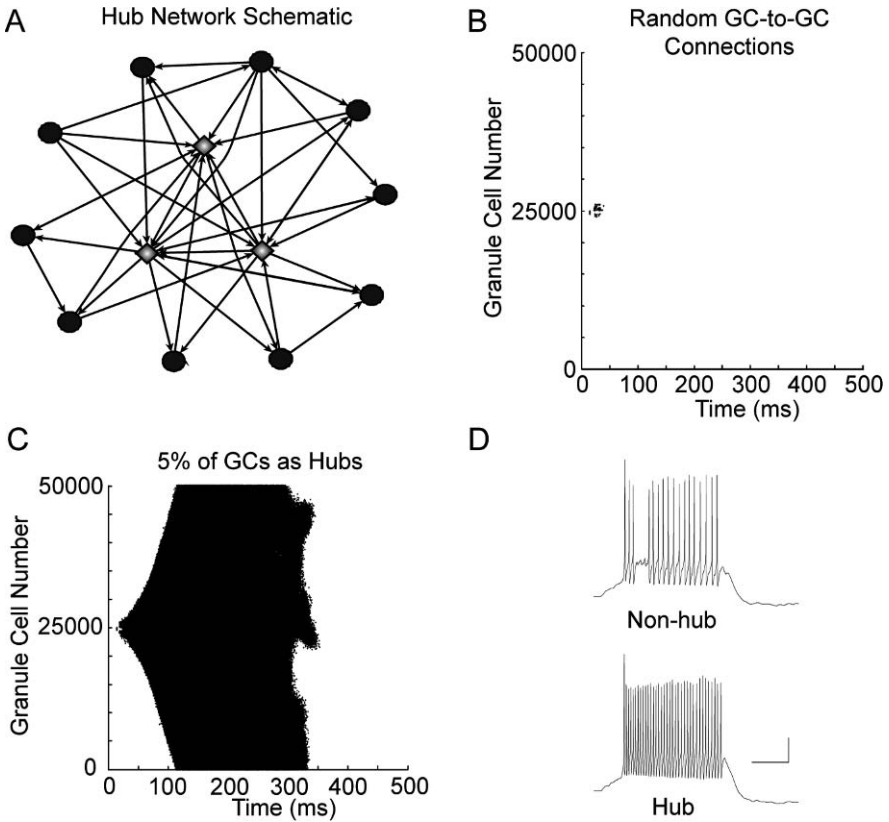 A
Hub Network Schematic
B
Random GC-to-GC
Connections
50000
25000
0
Granule Cell Number
0 100 200 300 400 500
Time (ms)
C
5% of GCs as Hubs
50000
25000
0
Granule Cell Number
0 100 200 300 400 500
Time (ms)
D
Non-hub
Hub